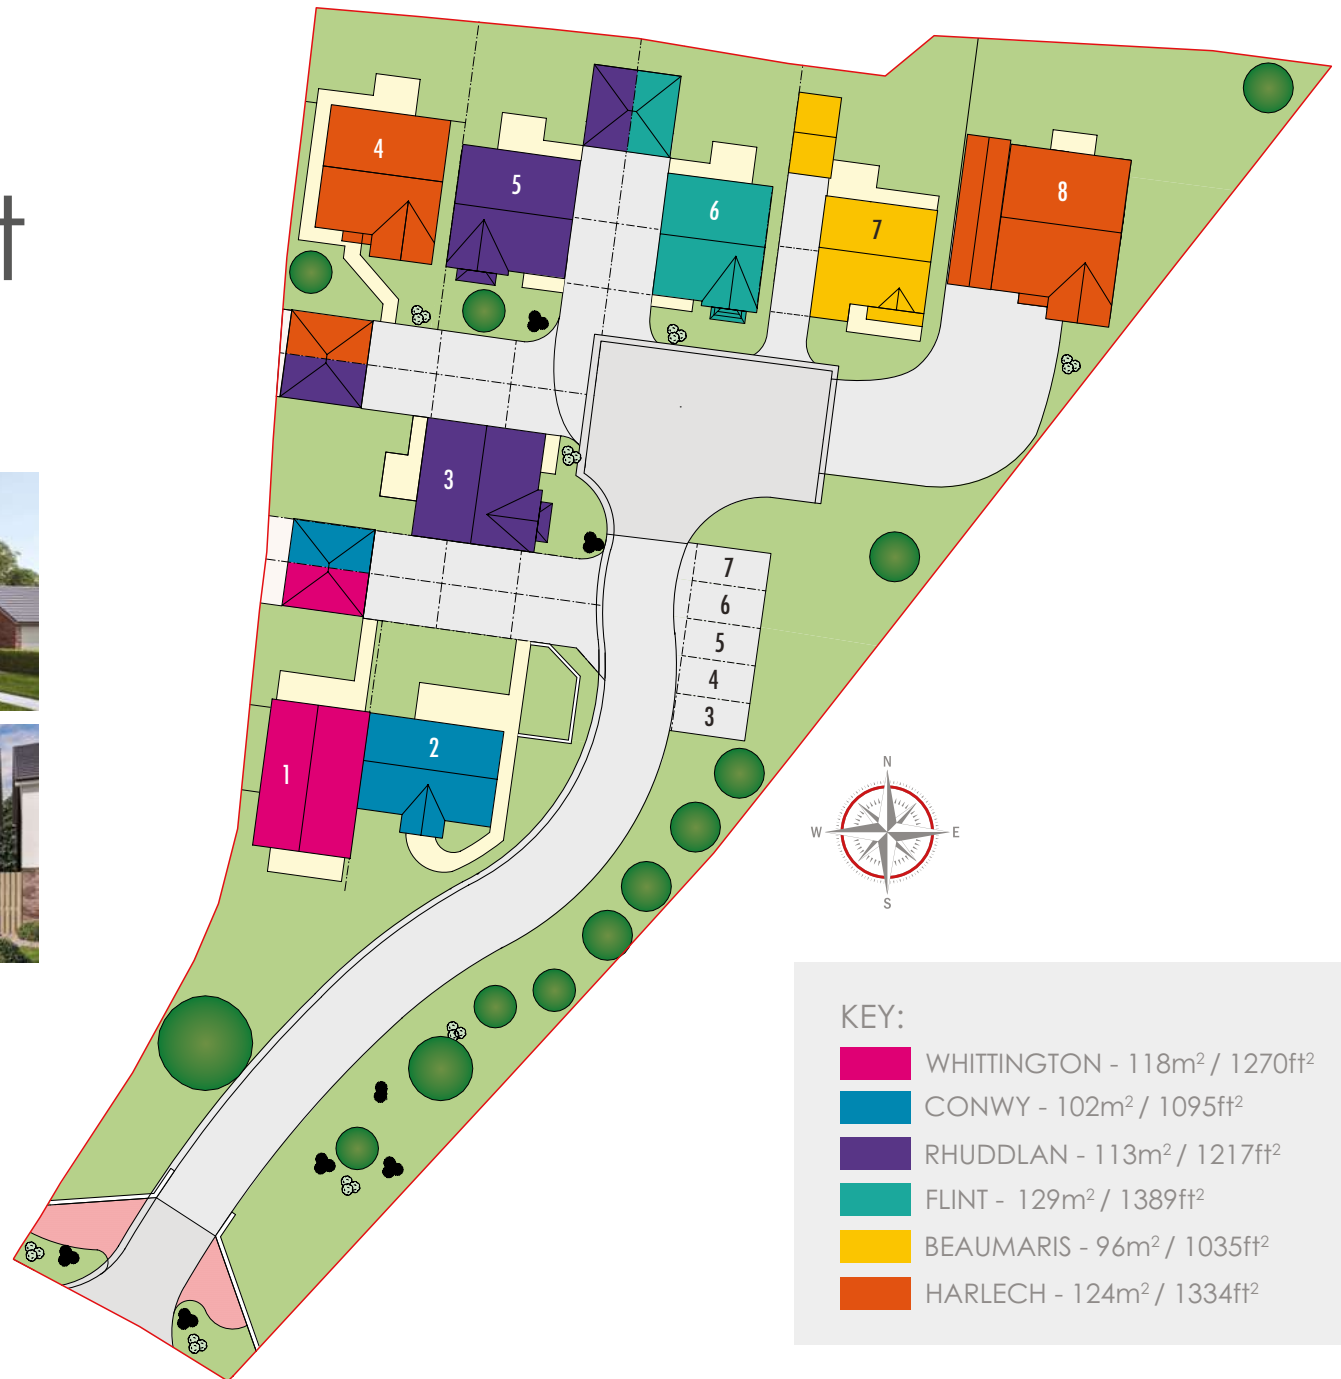 t
4
5
6
7
8
3
7
6
5
4
3
1
2
N
W E
S
KEY:
WHITTINGTON - 118m² / 1270ft²
CONWY - 102m² / 1095ft²
RHUDDLAN - 113m² / 1217ft²
FLINT - 129m² / 1389ft²
BEAUMARIS - 96m² / 1035ft²
HARLECH - 124m² / 1334ft²